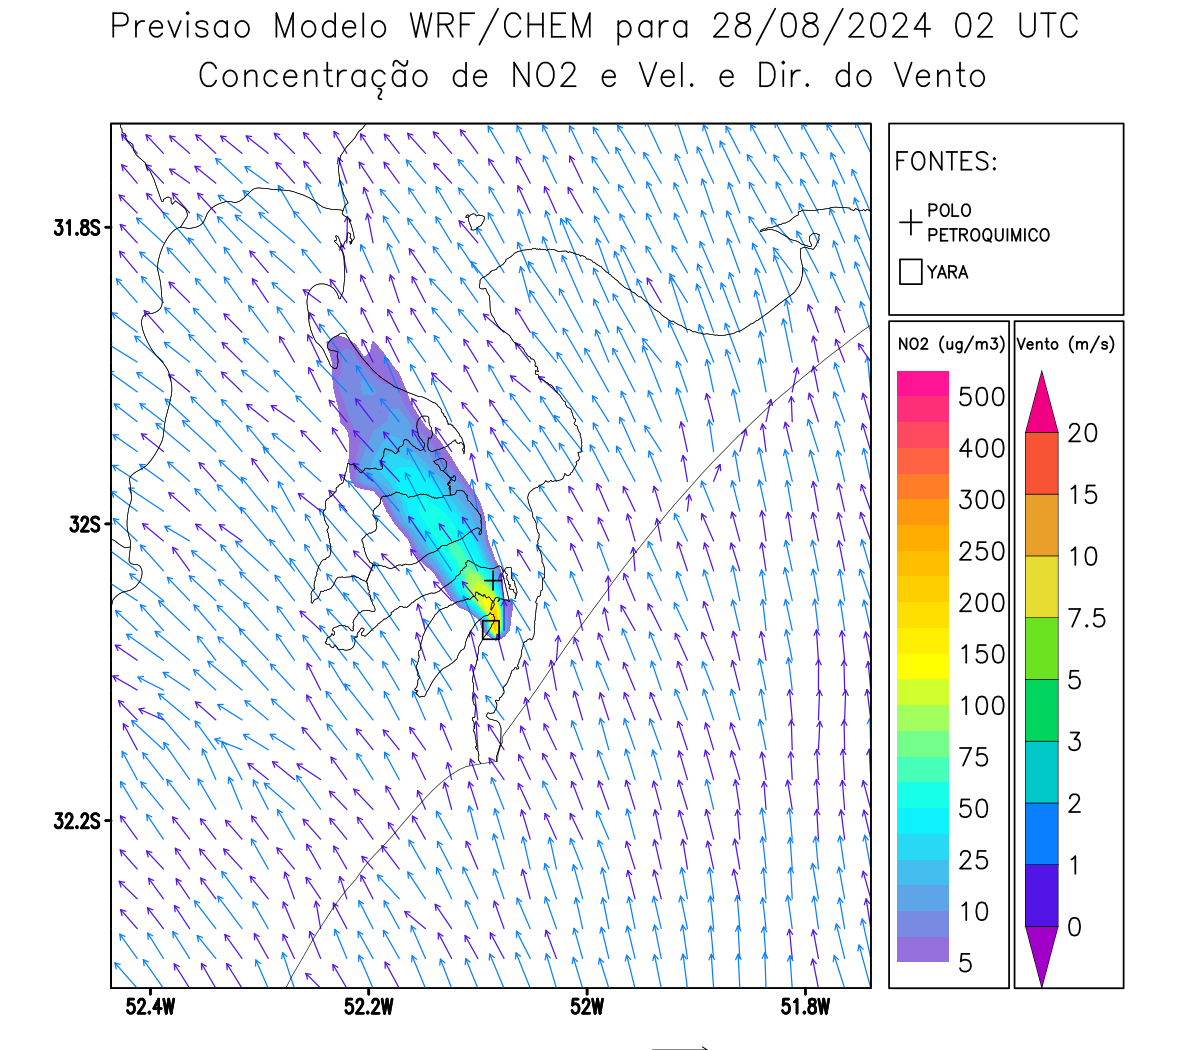 Previsao Modelo WRF/CHEM para 28/08/2024 02 UTC
Concentração de NO2 e Vel. e Dir. do Vento
FONTES:
POLO
PETROQUIMICO
YARA
NO2 (ug/m3)
500
400
300
250
200
150
100
75
50
25
10
5
Vento (m/s)
20
15
10
7.5
5
3
2
1
0
31.8S
32S
32.2S
52.4W
52.2W
52W
51.8W